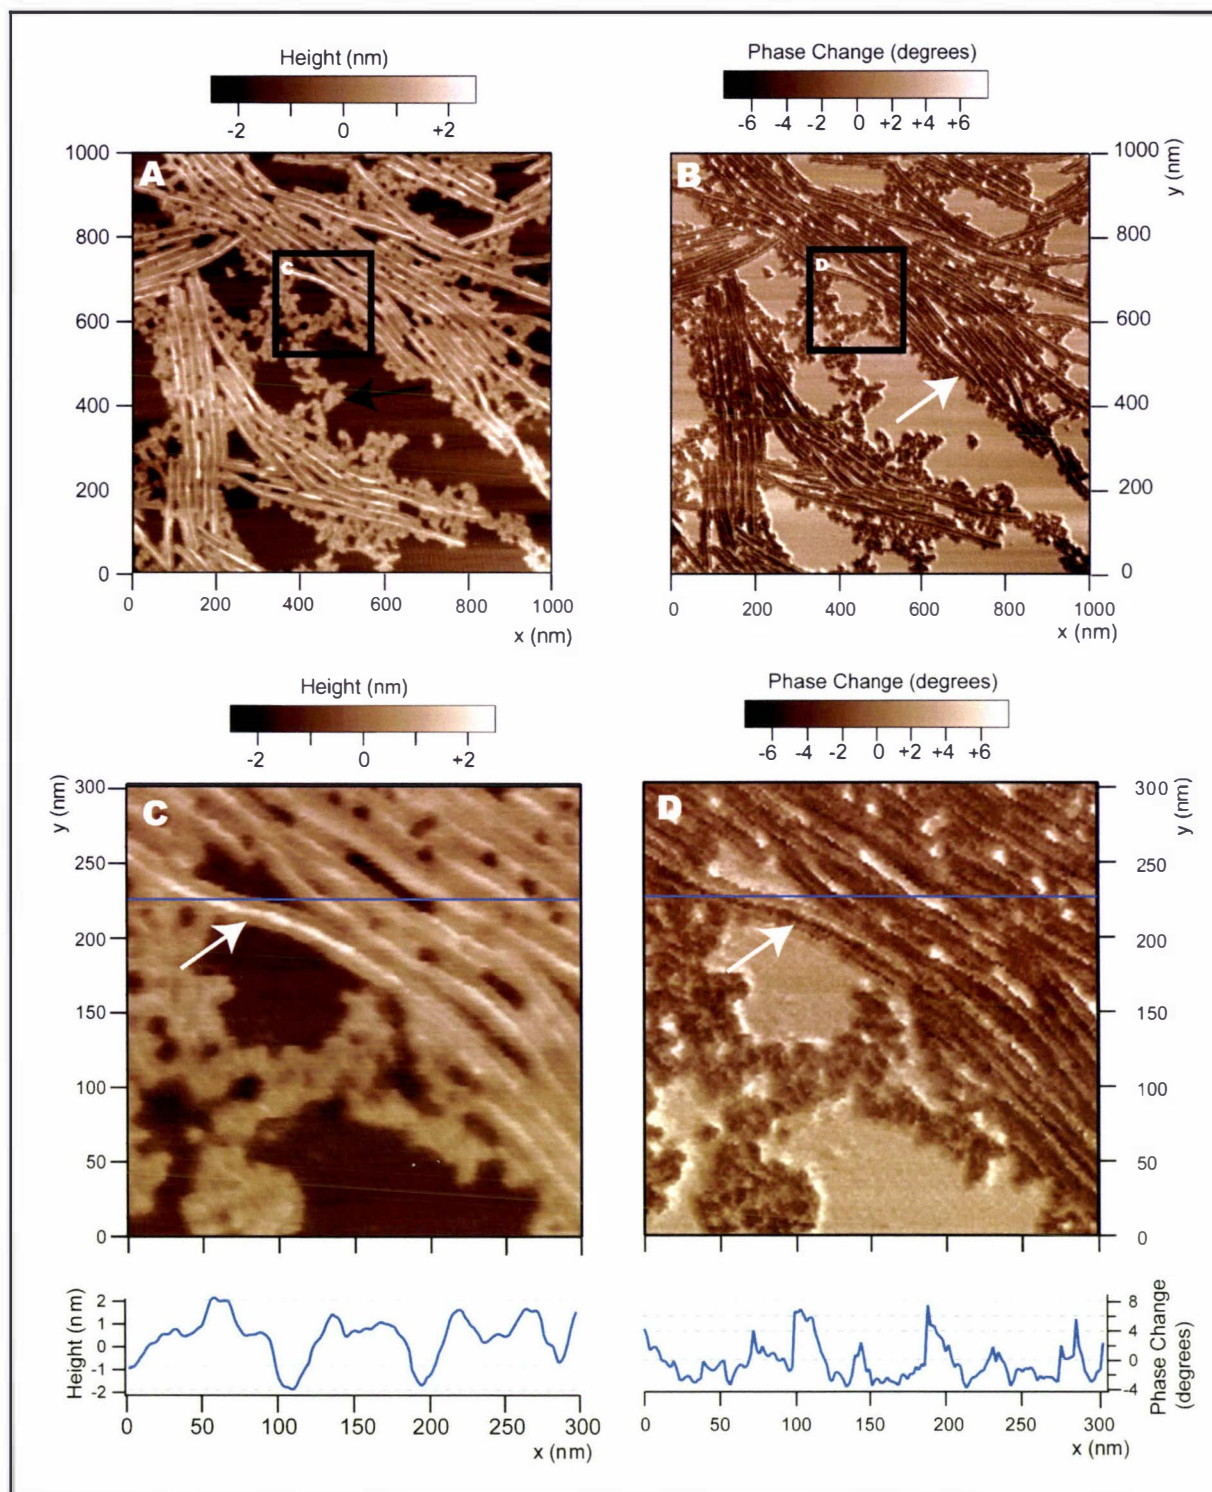 Height (nm)
-2 0 +2
Phase Change (degrees)
-6 -4 -2 0 +2 +4 +6
A
C
1000
800
600
400
200
0
0 200 400 600 800 1000
x (nm)
B
D
1000
800
600
400
200
0
y (nm)
0 200 400 600 800 1000
x (nm)
Height (nm)
-2 0 +2
Phase Change (degrees)
-6 -4 -2 0 +2 +4 +6
C
y (nm)
300
250
200
150
100
50
0
D
300
250
200
150
100
50
0
y (nm)
Height (nm)
2
1
0
-1
-2
0 50 100 150 200 250 300
x (nm)
8
4
0
-4
Phase Change
(degrees)
0 50 100 150 200 250 300
x (nm)